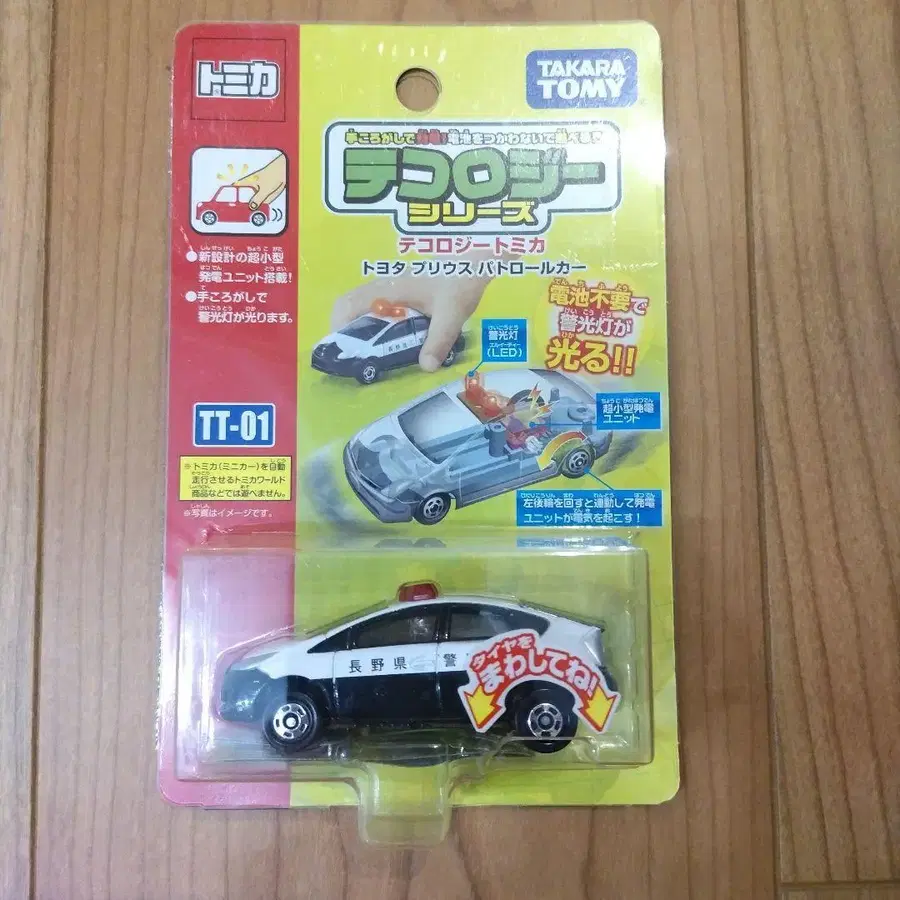 トミカ
TAKARA
TOMY
手ころがしで発電!電池をつかわないで遊べるぞ
テコロジー
シリーズ
テコロジートミカ
トヨタ プリウス パトロールカー
●新設計の超小型
発電ユニット搭載!
●手ころがしで
警光灯が光ります。
電池不要で
警光灯が
光る!!
警光灯
(LED)
超小型発電
ユニット
左後輪を回すと連動して発電
ユニットが電気を起こす!
TT-01
※トミカ(ミニカー)を自動
走行させるトミカワールド
商品などでは遊べません。
※写真はイメージです。
長野県 警
タイヤを
まわしてね!